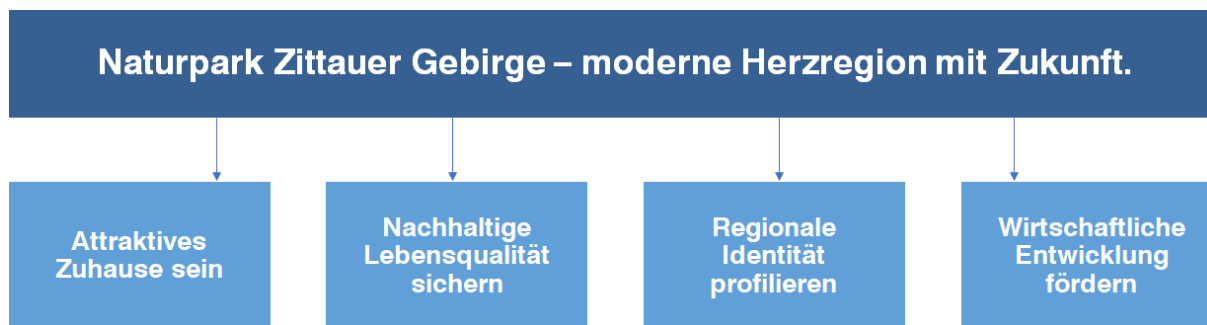 Naturpark Zittauer Gebirge – moderne Herzregion mit Zukunft.
Attraktives
Zuhause sein
Nachhaltige
Lebensqualität
sichern
Regionale
Identität
profilieren
Wirtschaftliche
Entwicklung
fördern